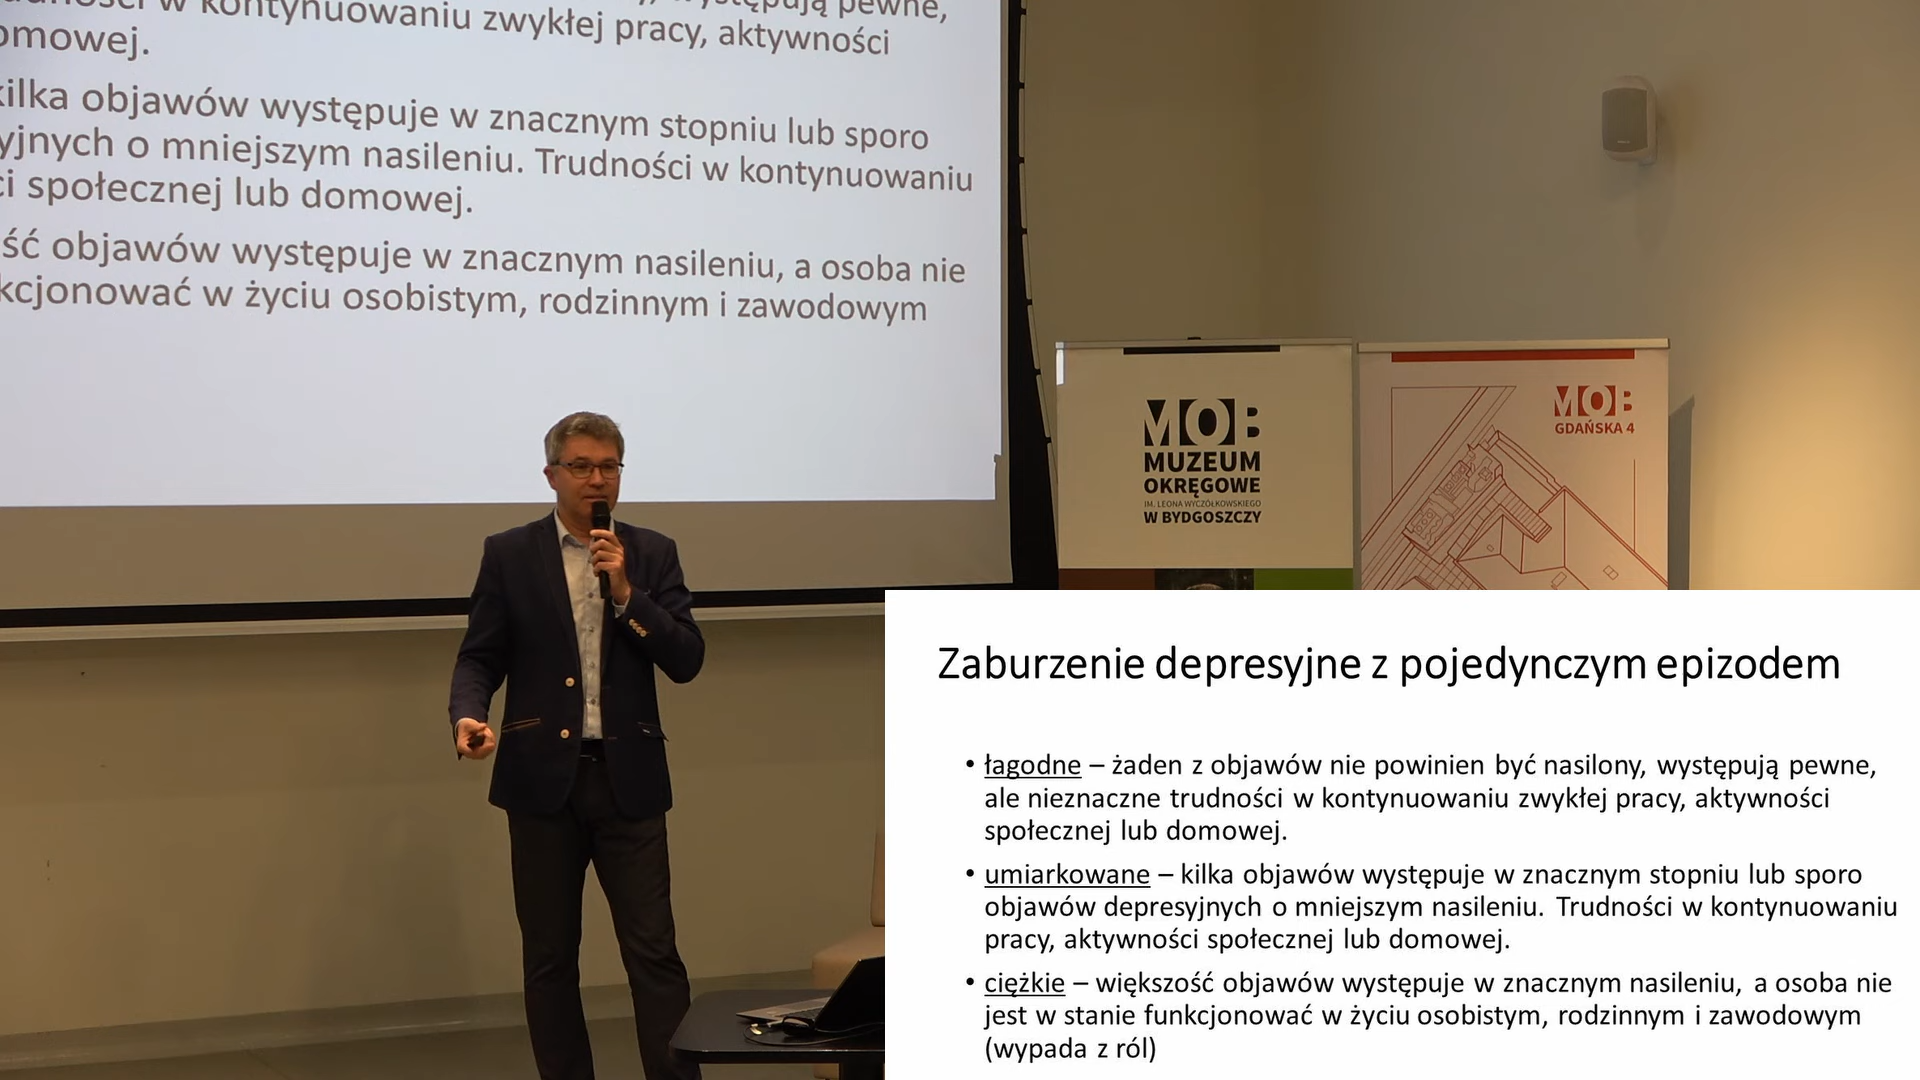 w kontynuowaniu zwykłej pracy, aktywności
omowej.
kilka objawów występuje w znacznym stopniu lub sporo
yjnych o mniejszym nasileniu. Trudności w kontynuowaniu
ci społecznej lub domowej.
ść objawów występuje w znacznym nasileniu, a osoba nie
kcjonować w życiu osobistym, rodzinnym i zawodowym
MOB
MUZEUM
OKRĘGOWE
IM. LEONA WYCZÓŁKOWSKIEGO
W BYDGOSZCZY
MOB
GDAŃSKA 4
Zaburzenie depresyjne z pojedynczym epizodem
• łagodne – żaden z objawów nie powinien być nasilony, występują pewne,
ale nieznaczne trudności w kontynuowaniu zwykłej pracy, aktywności
społecznej lub domowej.
• umiarkowane – kilka objawów występuje w znacznym stopniu lub sporo
objawów depresyjnych o mniejszym nasileniu. Trudności w kontynuowaniu
pracy, aktywności społecznej lub domowej.
• ciężkie – większość objawów występuje w znacznym nasileniu, a osoba nie
jest w stanie funkcjonować w życiu osobistym, rodzinnym i zawodowym
(wypada z ról)